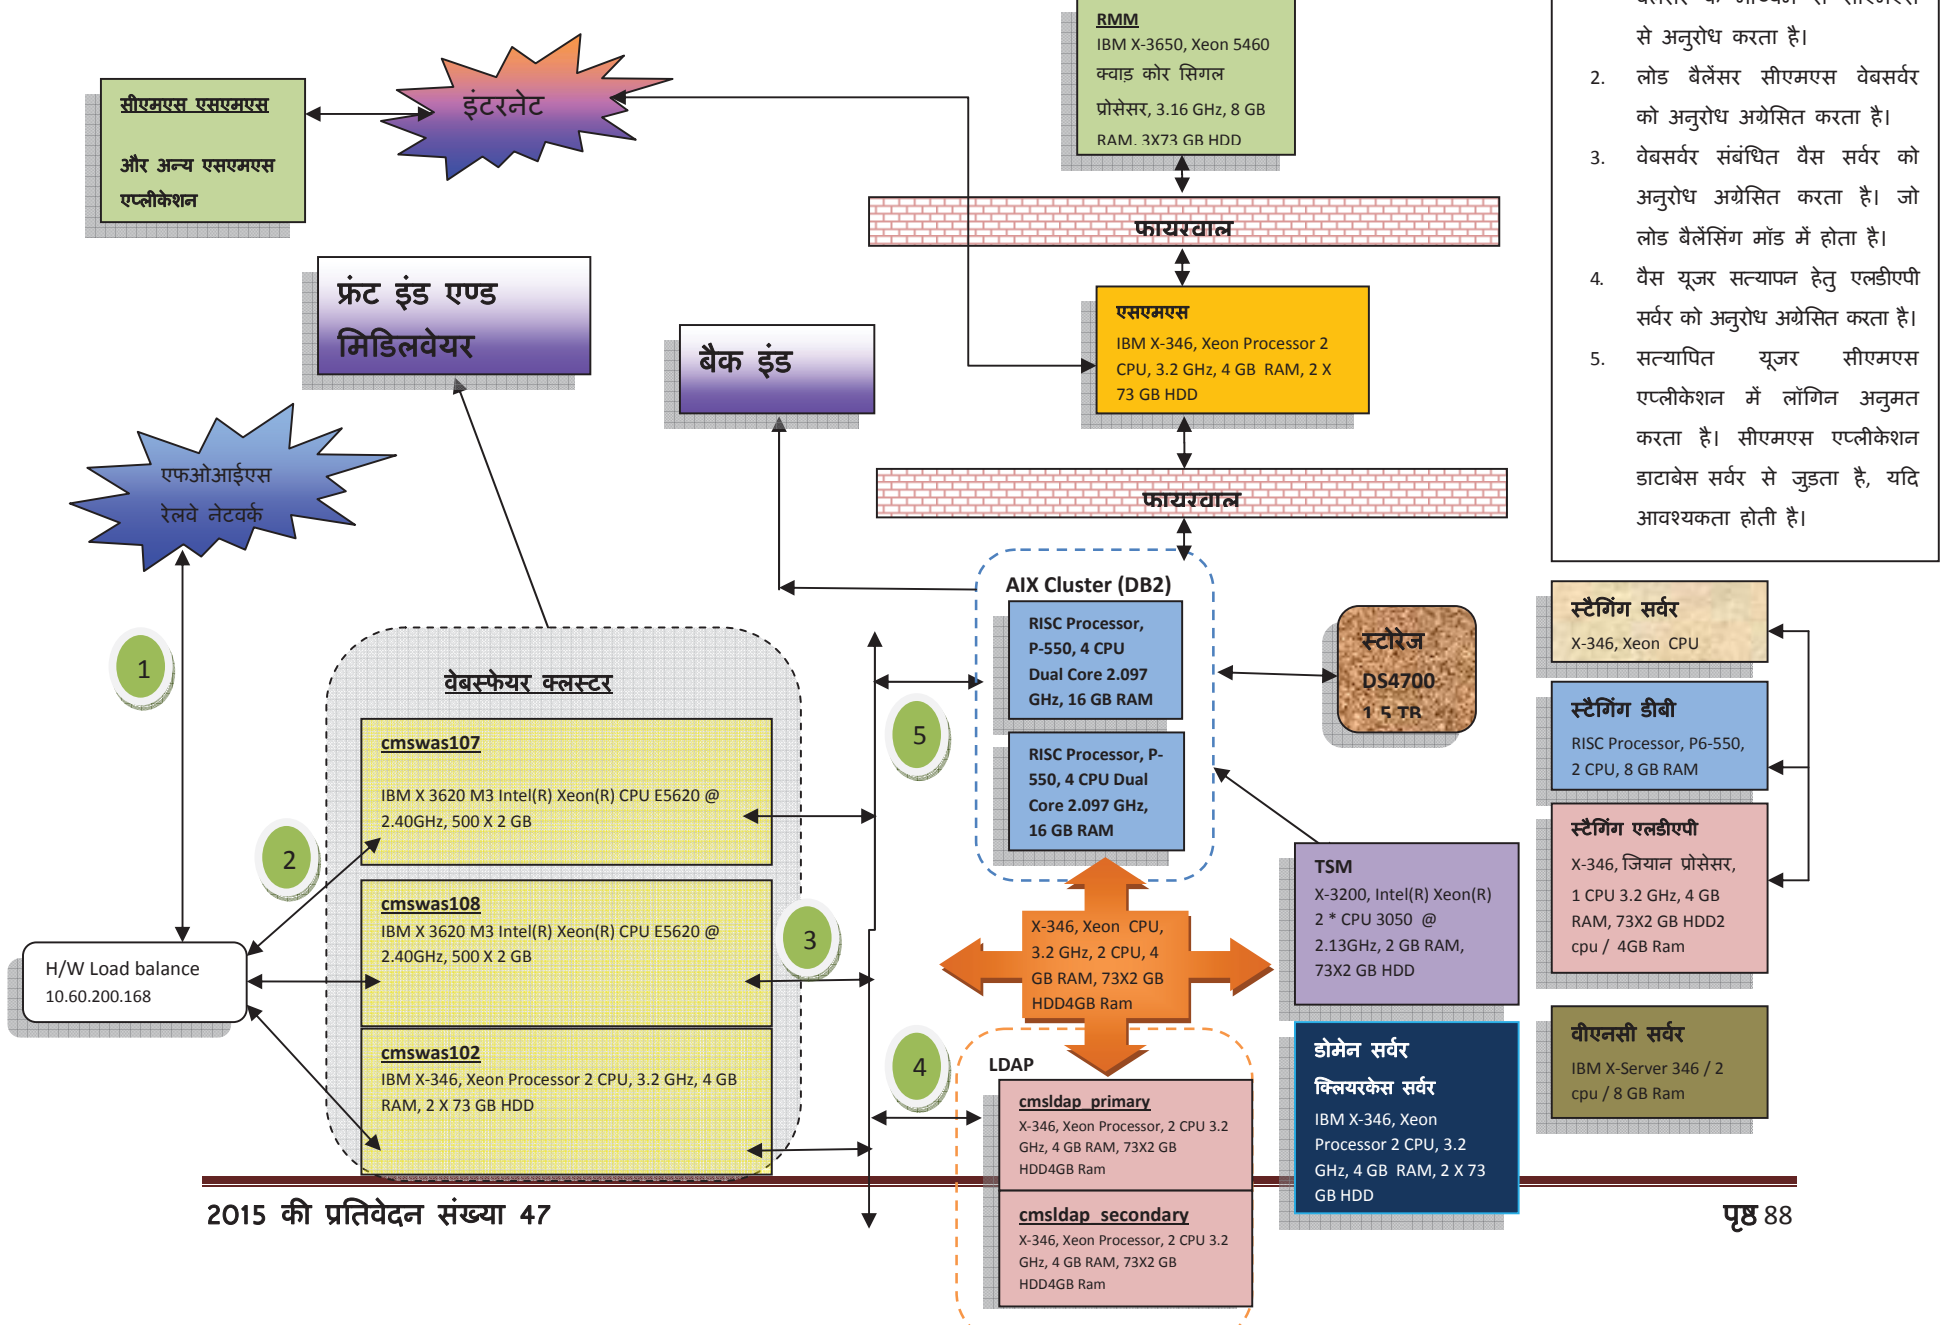 RMM
IBM X-3650, Xeon 5460
क्वाड़ कोर सिगल
प्रोसेसर, 3.16 GHz, 8 GB
RAM, 3X73 GB HDD
से अनुरोध करता है।
2. लोड बैलेंसर सीएमएस वेबसर्वर
को अनुरोध अग्रेसित करता है।
3. वेबसर्वर संबंधित वैस सर्वर को
अनुरोध अग्रेसित करता है। जो
लोड बैलेंसिंग मॉड में होता है।
4. वैस यूजर सत्यापन हेतु एलडीएपी
सर्वर को अनुरोध अग्रेसित करता है।
5. सत्यापित यूजर सीएमएस
एप्लीकेशन में लॉगिन अनुमत
करता है। सीएमएस एप्लीकेशन
डाटाबेस सर्वर से जुड़ता है, यदि
आवश्यकता होती है।
सीएमएस एसएमएस
और अन्य एसएमएस
एप्लीकेशन
इंटरनेट
फायरवाल
फ्रंट इंड एण्ड
मिडिलवेयर
बैक इंड
एसएमएस
IBM X-346, Xeon Processor 2
CPU, 3.2 GHz, 4 GB RAM, 2 X
73 GB HDD
एफओआईएस
रेलवे नेटवर्क
फायरवाल
1
वेबस्फेयर क्लस्टर
cmswas107
IBM X 3620 M3 Intel(R) Xeon(R) CPU E5620 @
2.40GHz, 500 X 2 GB
2
cmswas108
IBM X 3620 M3 Intel(R) Xeon(R) CPU E5620 @
2.40GHz, 500 X 2 GB
3
cmswas102
IBM X-346, Xeon Processor 2 CPU, 3.2 GHz, 4 GB
RAM, 2 X 73 GB HDD
H/W Load balance
10.60.200.168
AIX Cluster (DB2)
RISC Processor,
P-550, 4 CPU
Dual Core 2.097
GHz, 16 GB RAM
5
RISC Processor, P-
550, 4 CPU Dual
Core 2.097 GHz,
16 GB RAM
स्टोरेज
DS4700
1.5 TB
X-346, Xeon CPU,
3.2 GHz, 2 CPU, 4
GB RAM, 73X2 GB
HDD4GB Ram
4
LDAP
cmsldap_primary
X-346, Xeon Processor, 2 CPU 3.2
GHz, 4 GB RAM, 73X2 GB
HDD4GB Ram
cmsldap_secondary
X-346, Xeon Processor, 2 CPU 3.2
GHz, 4 GB RAM, 73X2 GB
HDD4GB Ram
TSM
X-3200, Intel(R) Xeon(R)
2 * CPU 3050 @
2.13GHz, 2 GB RAM,
73X2 GB HDD
डोमेन सर्वर
क्लियरकेस सर्वर
IBM X-346, Xeon
Processor 2 CPU, 3.2
GHz, 4 GB RAM, 2 X 73
GB HDD
स्टैगिंग सर्वर
X-346, Xeon CPU
स्टैगिंग डीबी
RISC Processor, P6-550,
2 CPU, 8 GB RAM
स्टैगिंग एलडीएपी
X-346, जियान प्रोसेसर,
1 CPU 3.2 GHz, 4 GB
RAM, 73X2 GB HDD2
cpu / 4GB Ram
वीएनसी सर्वर
IBM X-Server 346 / 2
cpu / 8 GB Ram
2015 की प्रतिवेदन संख्या 47
पृष्ठ 88